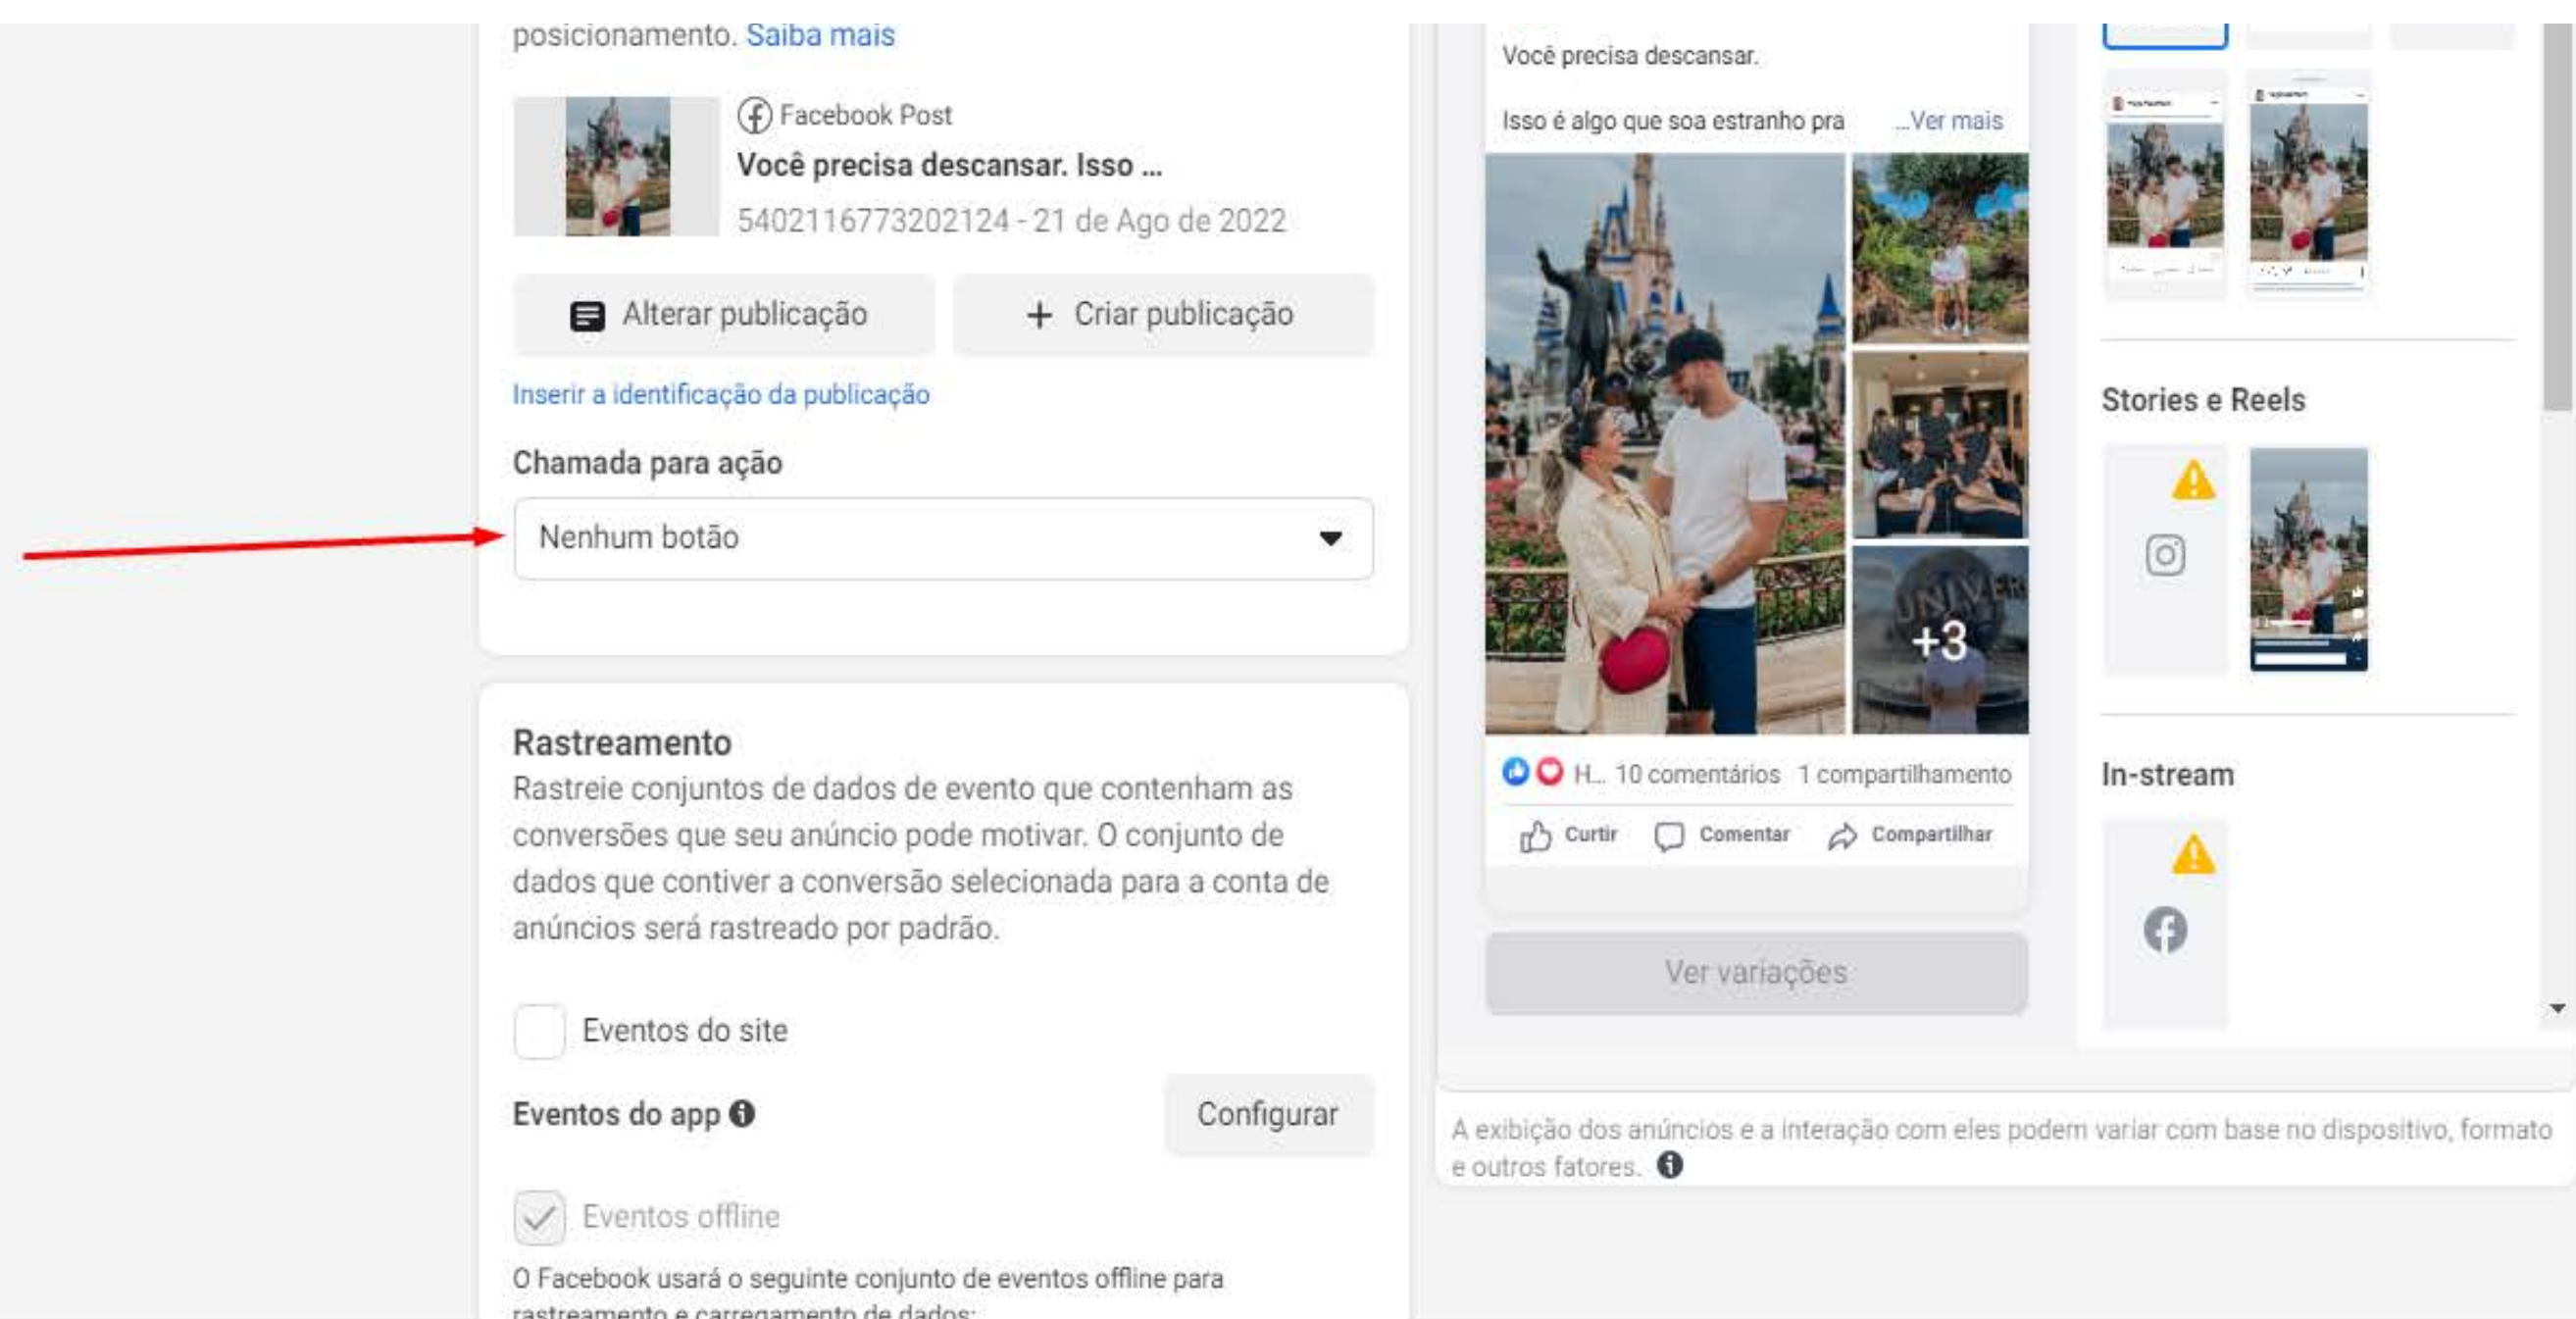 posicionamento. Saiba mais
Facebook Post
Você precisa descansar. Isso ...
5402116773202124 - 21 de Ago de 2022
Alterar publicação
+ Criar publicação
Inserir a identificação da publicação
Chamada para ação
Nenhum botão
Rastreamento
Rastreie conjuntos de dados de evento que contenham as
conversões que seu anúncio pode motivar. O conjunto de
dados que contiver a conversão selecionada para a conta de
anúncios será rastreado por padrão.
Eventos do site
Eventos do app
Configurar
Eventos offline
O Facebook usará o seguinte conjunto de eventos offline para
rastreamento e carregamento de dados:
Você precisa descansar.
Isso é algo que soa estranho pra ...Ver mais
UNIVER
+3
H... 10 comentários 1 compartilhamento
Curtir Comentar Compartilhar
Ver variações
Stories e Reels
In-stream
A exibição dos anúncios e a interação com eles podem variar com base no dispositivo, formato
e outros fatores.